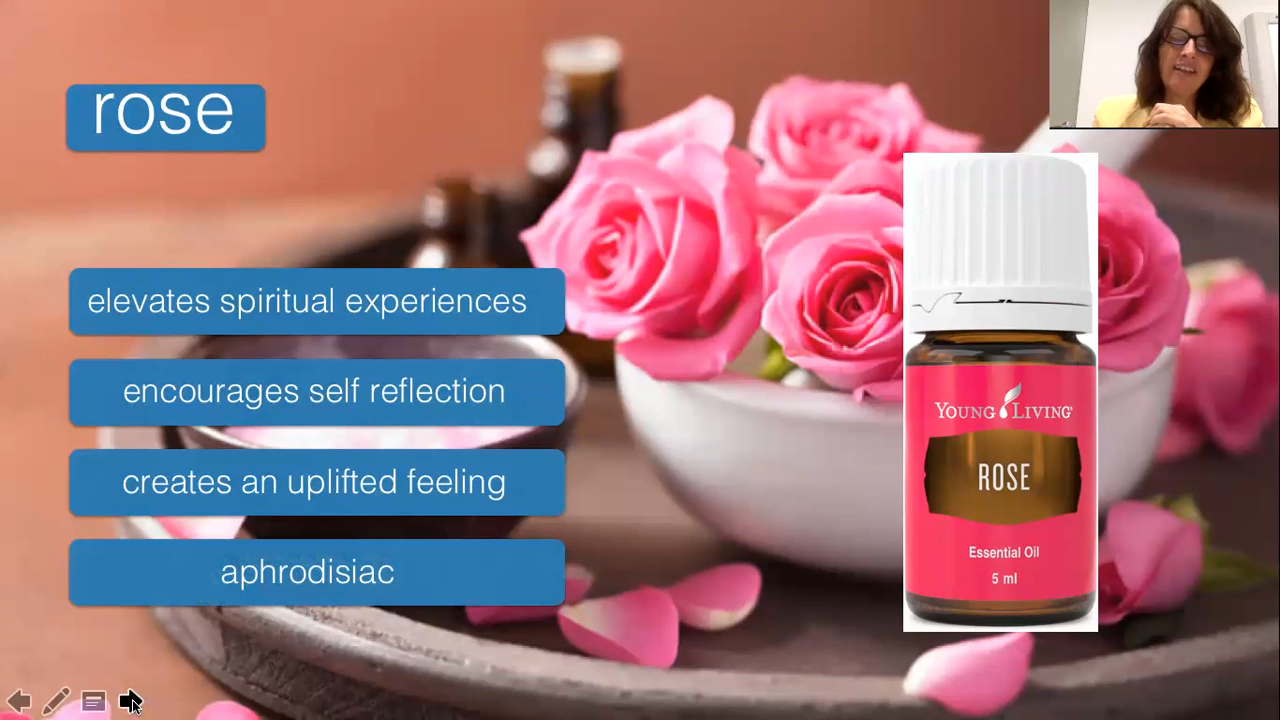 rose
elevates spiritual experiences
encourages self reflection
creates an uplifted feeling
aphrodisiac
YOUNG LIVING
ROSE
Essential Oil
5 ml